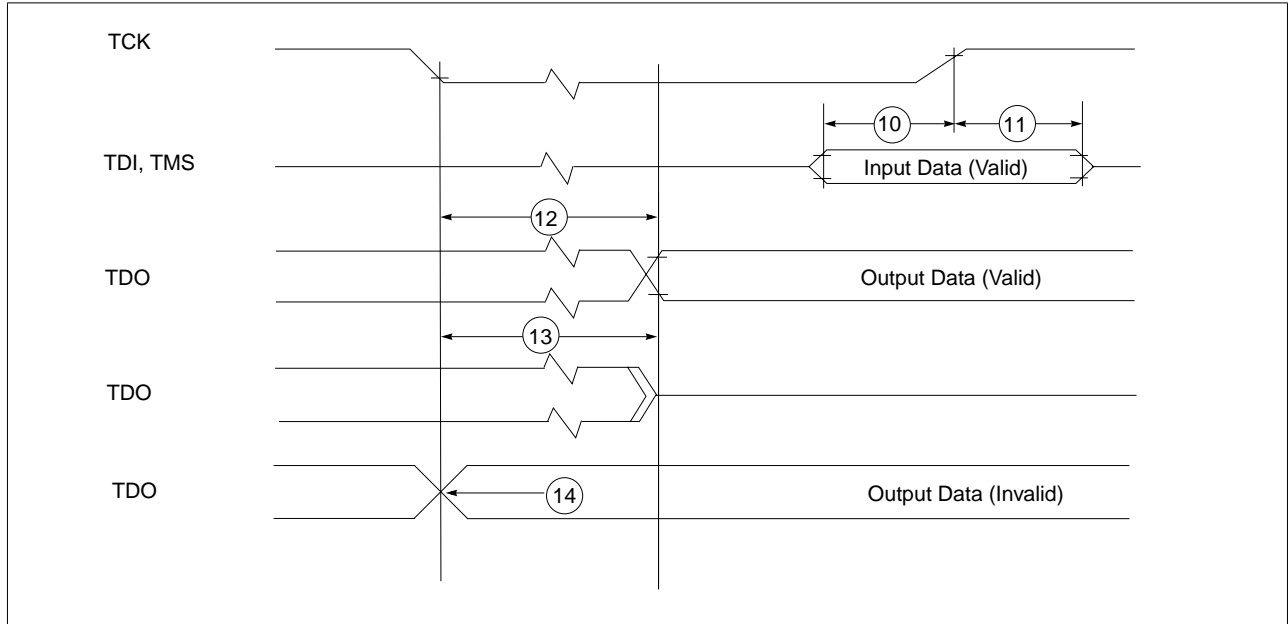 TCK
10
11
TDI, TMS
Input Data (Valid)
12
TDO
Output Data (Valid)
13
TDO
TDO
14
Output Data (Invalid)